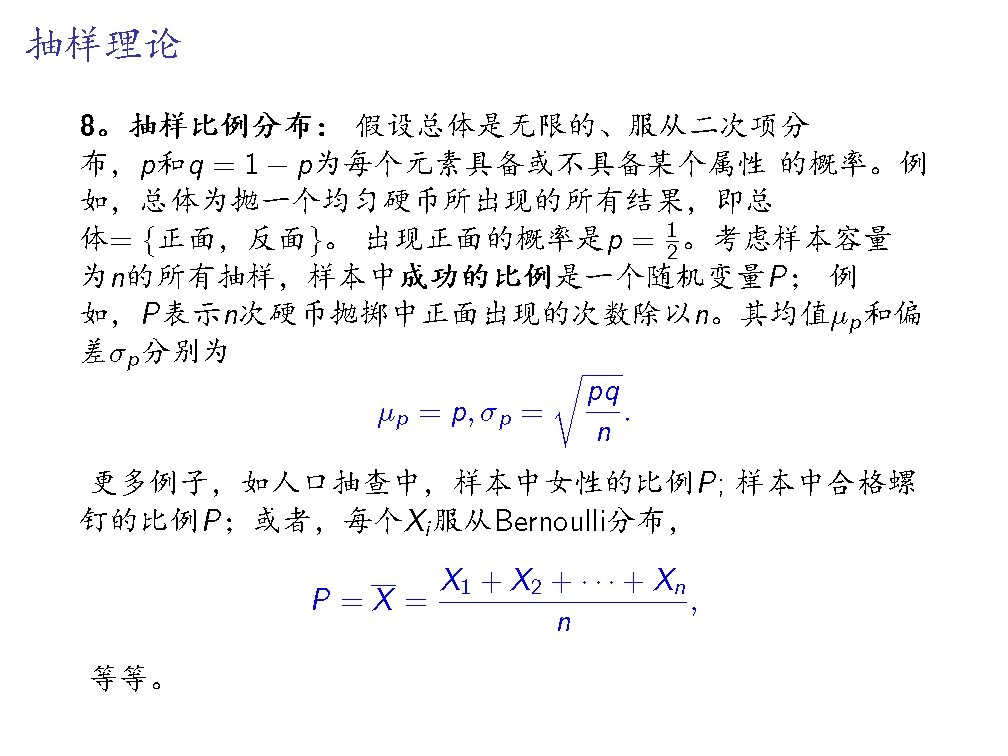 抽样理论
8。抽样比例分布： 假设总体是无限的、服从二次项分
布，p和q = 1 − p为每个元素具备或不具备某个属性 的概率。例
如，总体为抛一个均匀硬币所出现的所有结果，即总
体= {正面，反面}。 出现正面的概率是p = 1/2。考虑样本容量
为n的所有抽样，样本中成功的比例是一个随机变量P； 例
如，P表示n次硬币抛掷中正面出现的次数除以n。其均值μ_p和偏
差σ_p分别为
μ_p = p, σ_p = √(pq/n).
更多例子，如人口抽查中，样本中女性的比例P; 样本中合格螺
钉的比例P；或者，每个X_i服从Bernoulli分布，
P = X̅ = (X_1 + X_2 + ⋯ + X_n)/n,
等等。